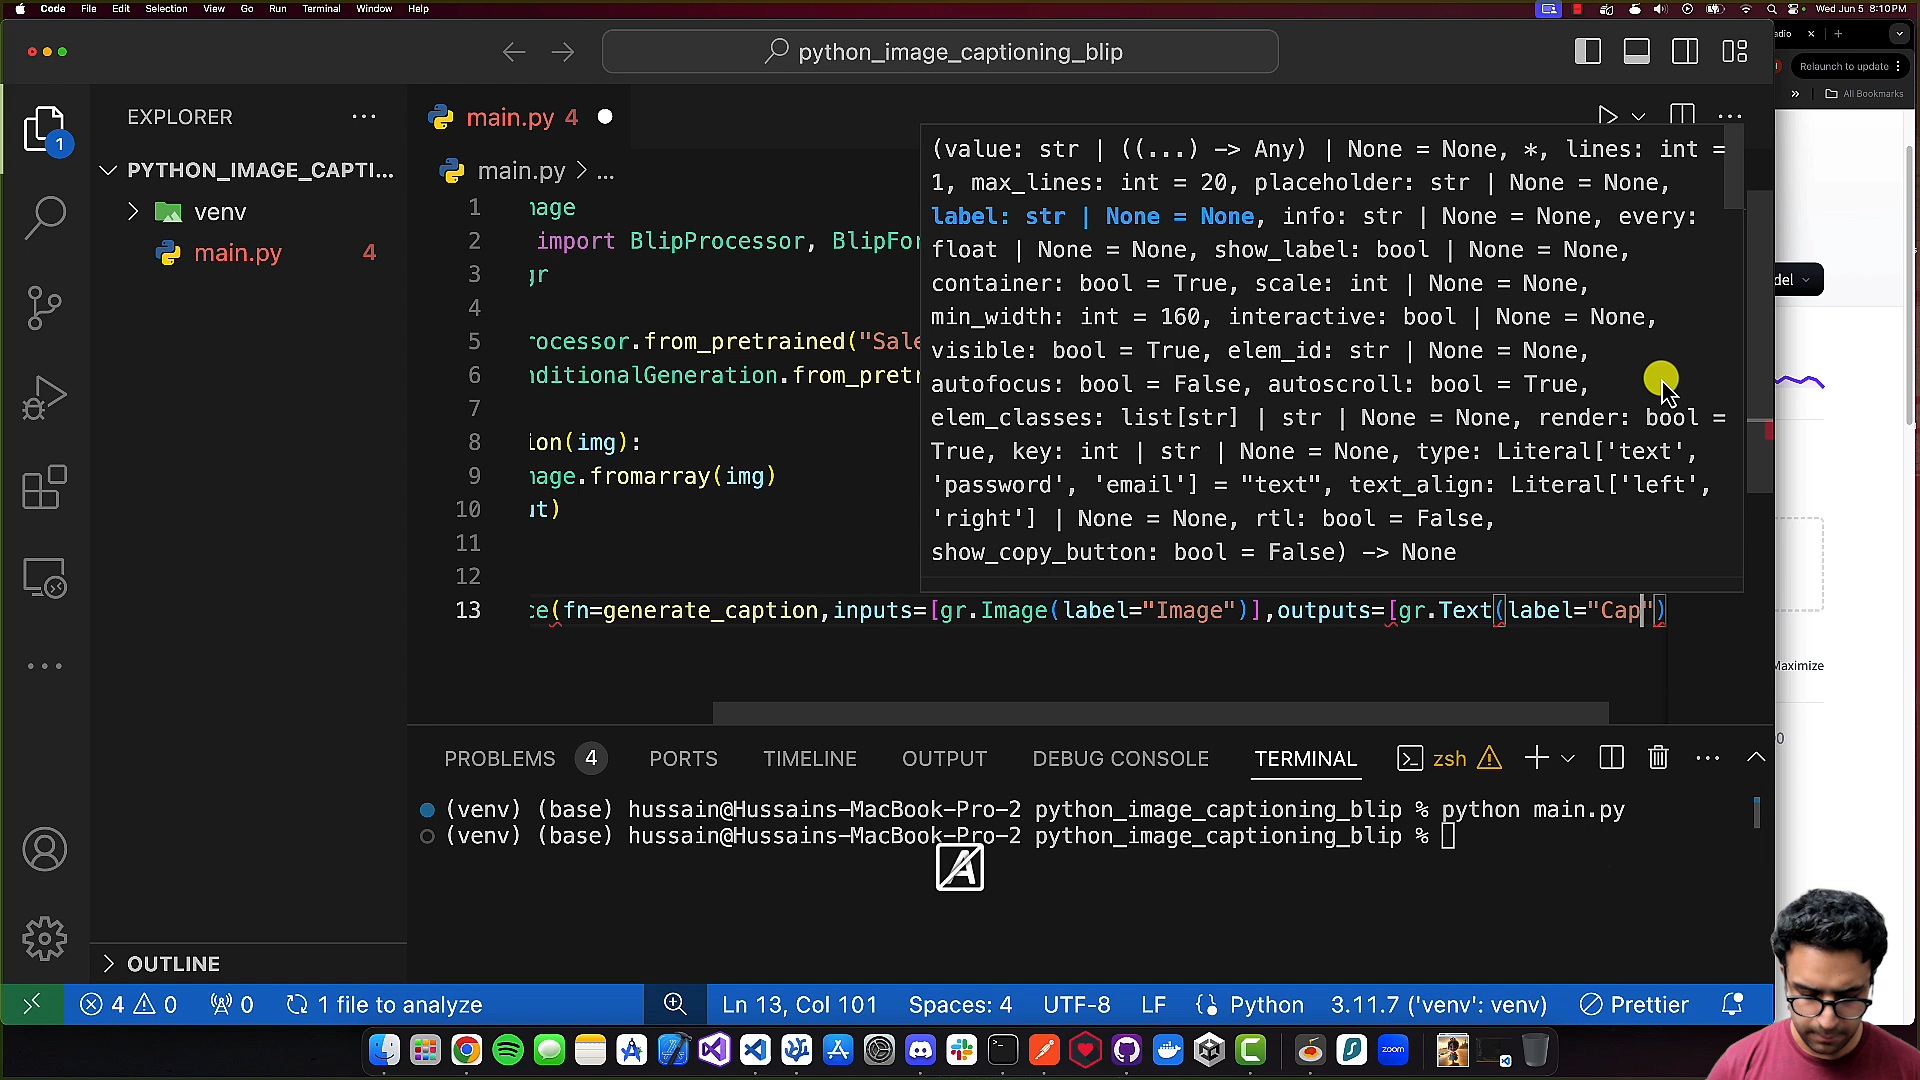 Code File Edit Selection View Go Run Terminal Window Help
Wed Jun 5 8:10 PM
python_image_captioning_blip
adio
Relaunch to update
All Bookmarks
1
EXPLORER
PYTHON_IMAGE_CAPTI...
venv
main.py 4
main.py 4
main.py > ...
1 nage
2 import BlipProcessor, BlipFor
3 gr
4
5 rocessor.from_pretrained("Sale
6 nditionalGeneration.from_pretr
7
8 ion(img):
9 nage.fromarray(img)
10 ut)
11
12
13 ce(fn=generate_caption,inputs=[gr.Image(label="Image")],outputs=[gr.Text(label="Cap")
(value: str | ((...) -> Any) | None = None, *, lines: int =
1, max_lines: int = 20, placeholder: str | None = None,
label: str | None = None, info: str | None = None, every:
float | None = None, show_label: bool | None = None,
container: bool = True, scale: int | None = None,
min_width: int = 160, interactive: bool | None = None,
visible: bool = True, elem_id: str | None = None,
autofocus: bool = False, autoscroll: bool = True,
elem_classes: list[str] | str | None = None, render: bool =
True, key: int | str | None = None, type: Literal['text',
'password', 'email'] = "text", text_align: Literal['left',
'right'] | None = None, rtl: bool = False,
show_copy_button: bool = False) -> None
del
Maximize
PROBLEMS 4 PORTS TIMELINE OUTPUT DEBUG CONSOLE TERMINAL zsh
(venv) (base) hussain@Hussains-MacBook-Pro-2 python_image_captioning_blip % python main.py
(venv) (base) hussain@Hussains-MacBook-Pro-2 python_image_captioning_blip %
A
OUTLINE
4 0 0 1 file to analyze Ln 13, Col 101 Spaces: 4 UTF-8 LF Python 3.11.7 ('venv': venv) Prettier
zoom